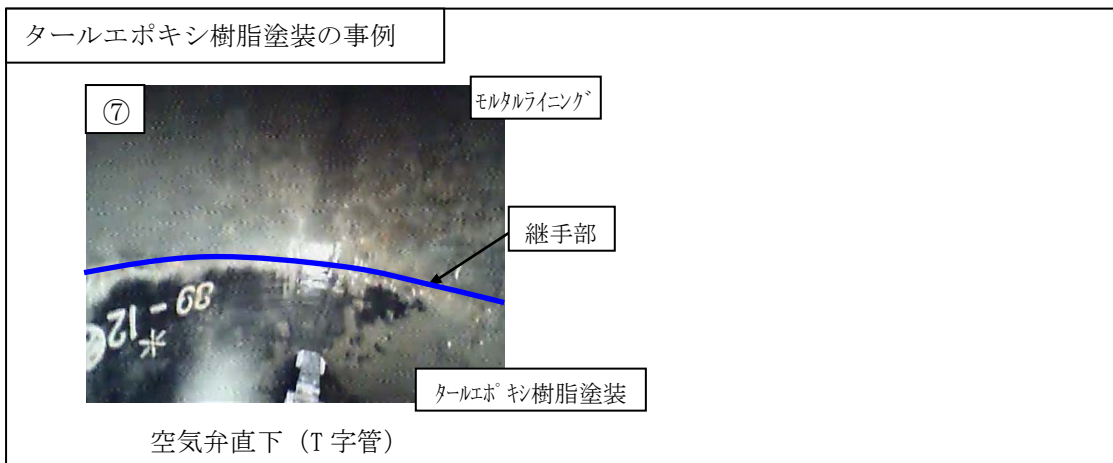 タールエポキシ樹脂塗装の事例
⑦
ﾓﾙﾀﾙﾗｲﾆﾝｸﾞ
継手部
89-12
ﾀｰﾙｴﾎﾟｷｼ樹脂塗装
空気弁直下（T字管）